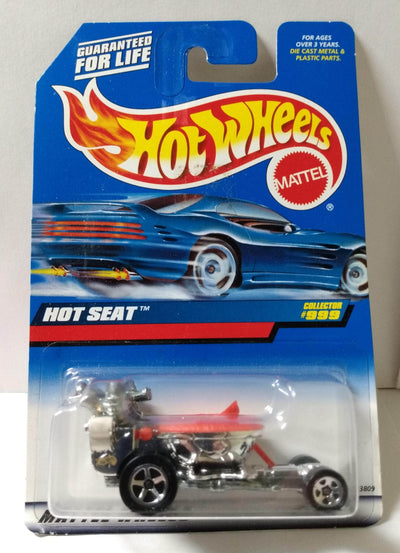 GUARANTEED
FOR LIFE
FOR AGES
OVER 3 YEARS.
DIE CAST METAL &
PLASTIC PARTS.
HOT WHEELS
MATTEL
®
HOT SEAT™
COLLECTOR
#999
3809